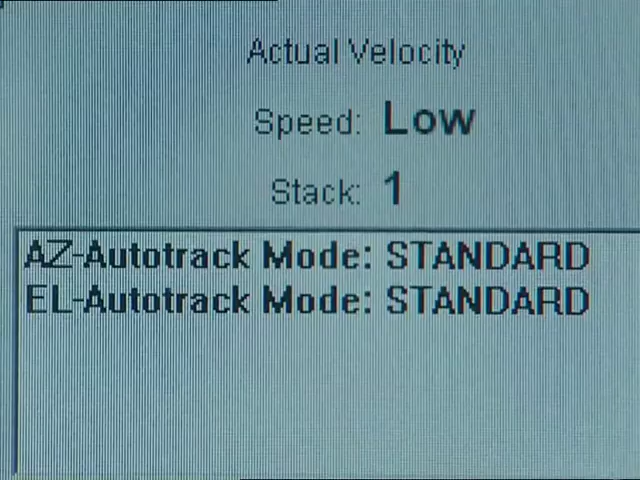 Actual Velocity
Speed: Low
Stack: 1
AZ-Autotrack Mode: STANDARD
EL-Autotrack Mode: STANDARD